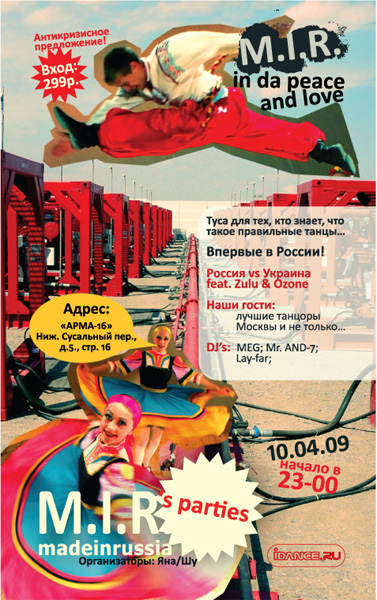 Антикризисное
предложение!
Вход:
299р.
M.I.R.
in da peace
and love
Туса для тех, кто знает, что
такое правильные танцы...
Впервые в России!
Россия vs Украина
feat. Zulu & Ozone
Наши гости:
лучшие танцоры
Москвы и не только...
DJ's: MEG; Mr. AND-7;
Lay-far;
Адрес:
«АРМА-16»
Ниж. Сусальный пер.,
д.5., стр. 16
10.04.09
начало в
23-00
M.I.R.
s parties
madeinrussia
Организаторы: Яна/Шу
iDANCE.RU